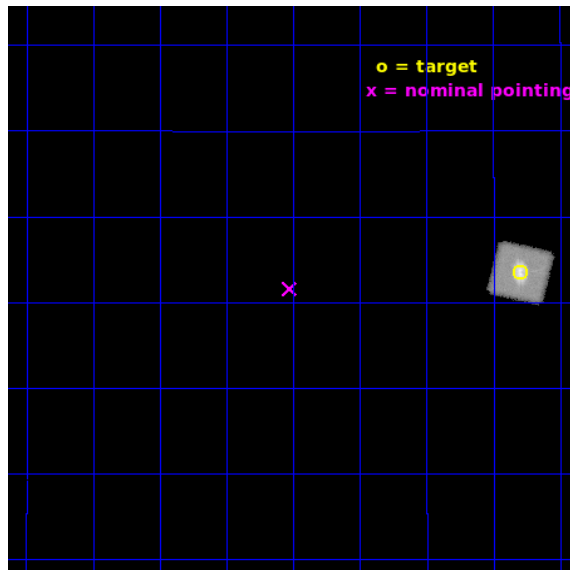 o = target
x = nominal pointing